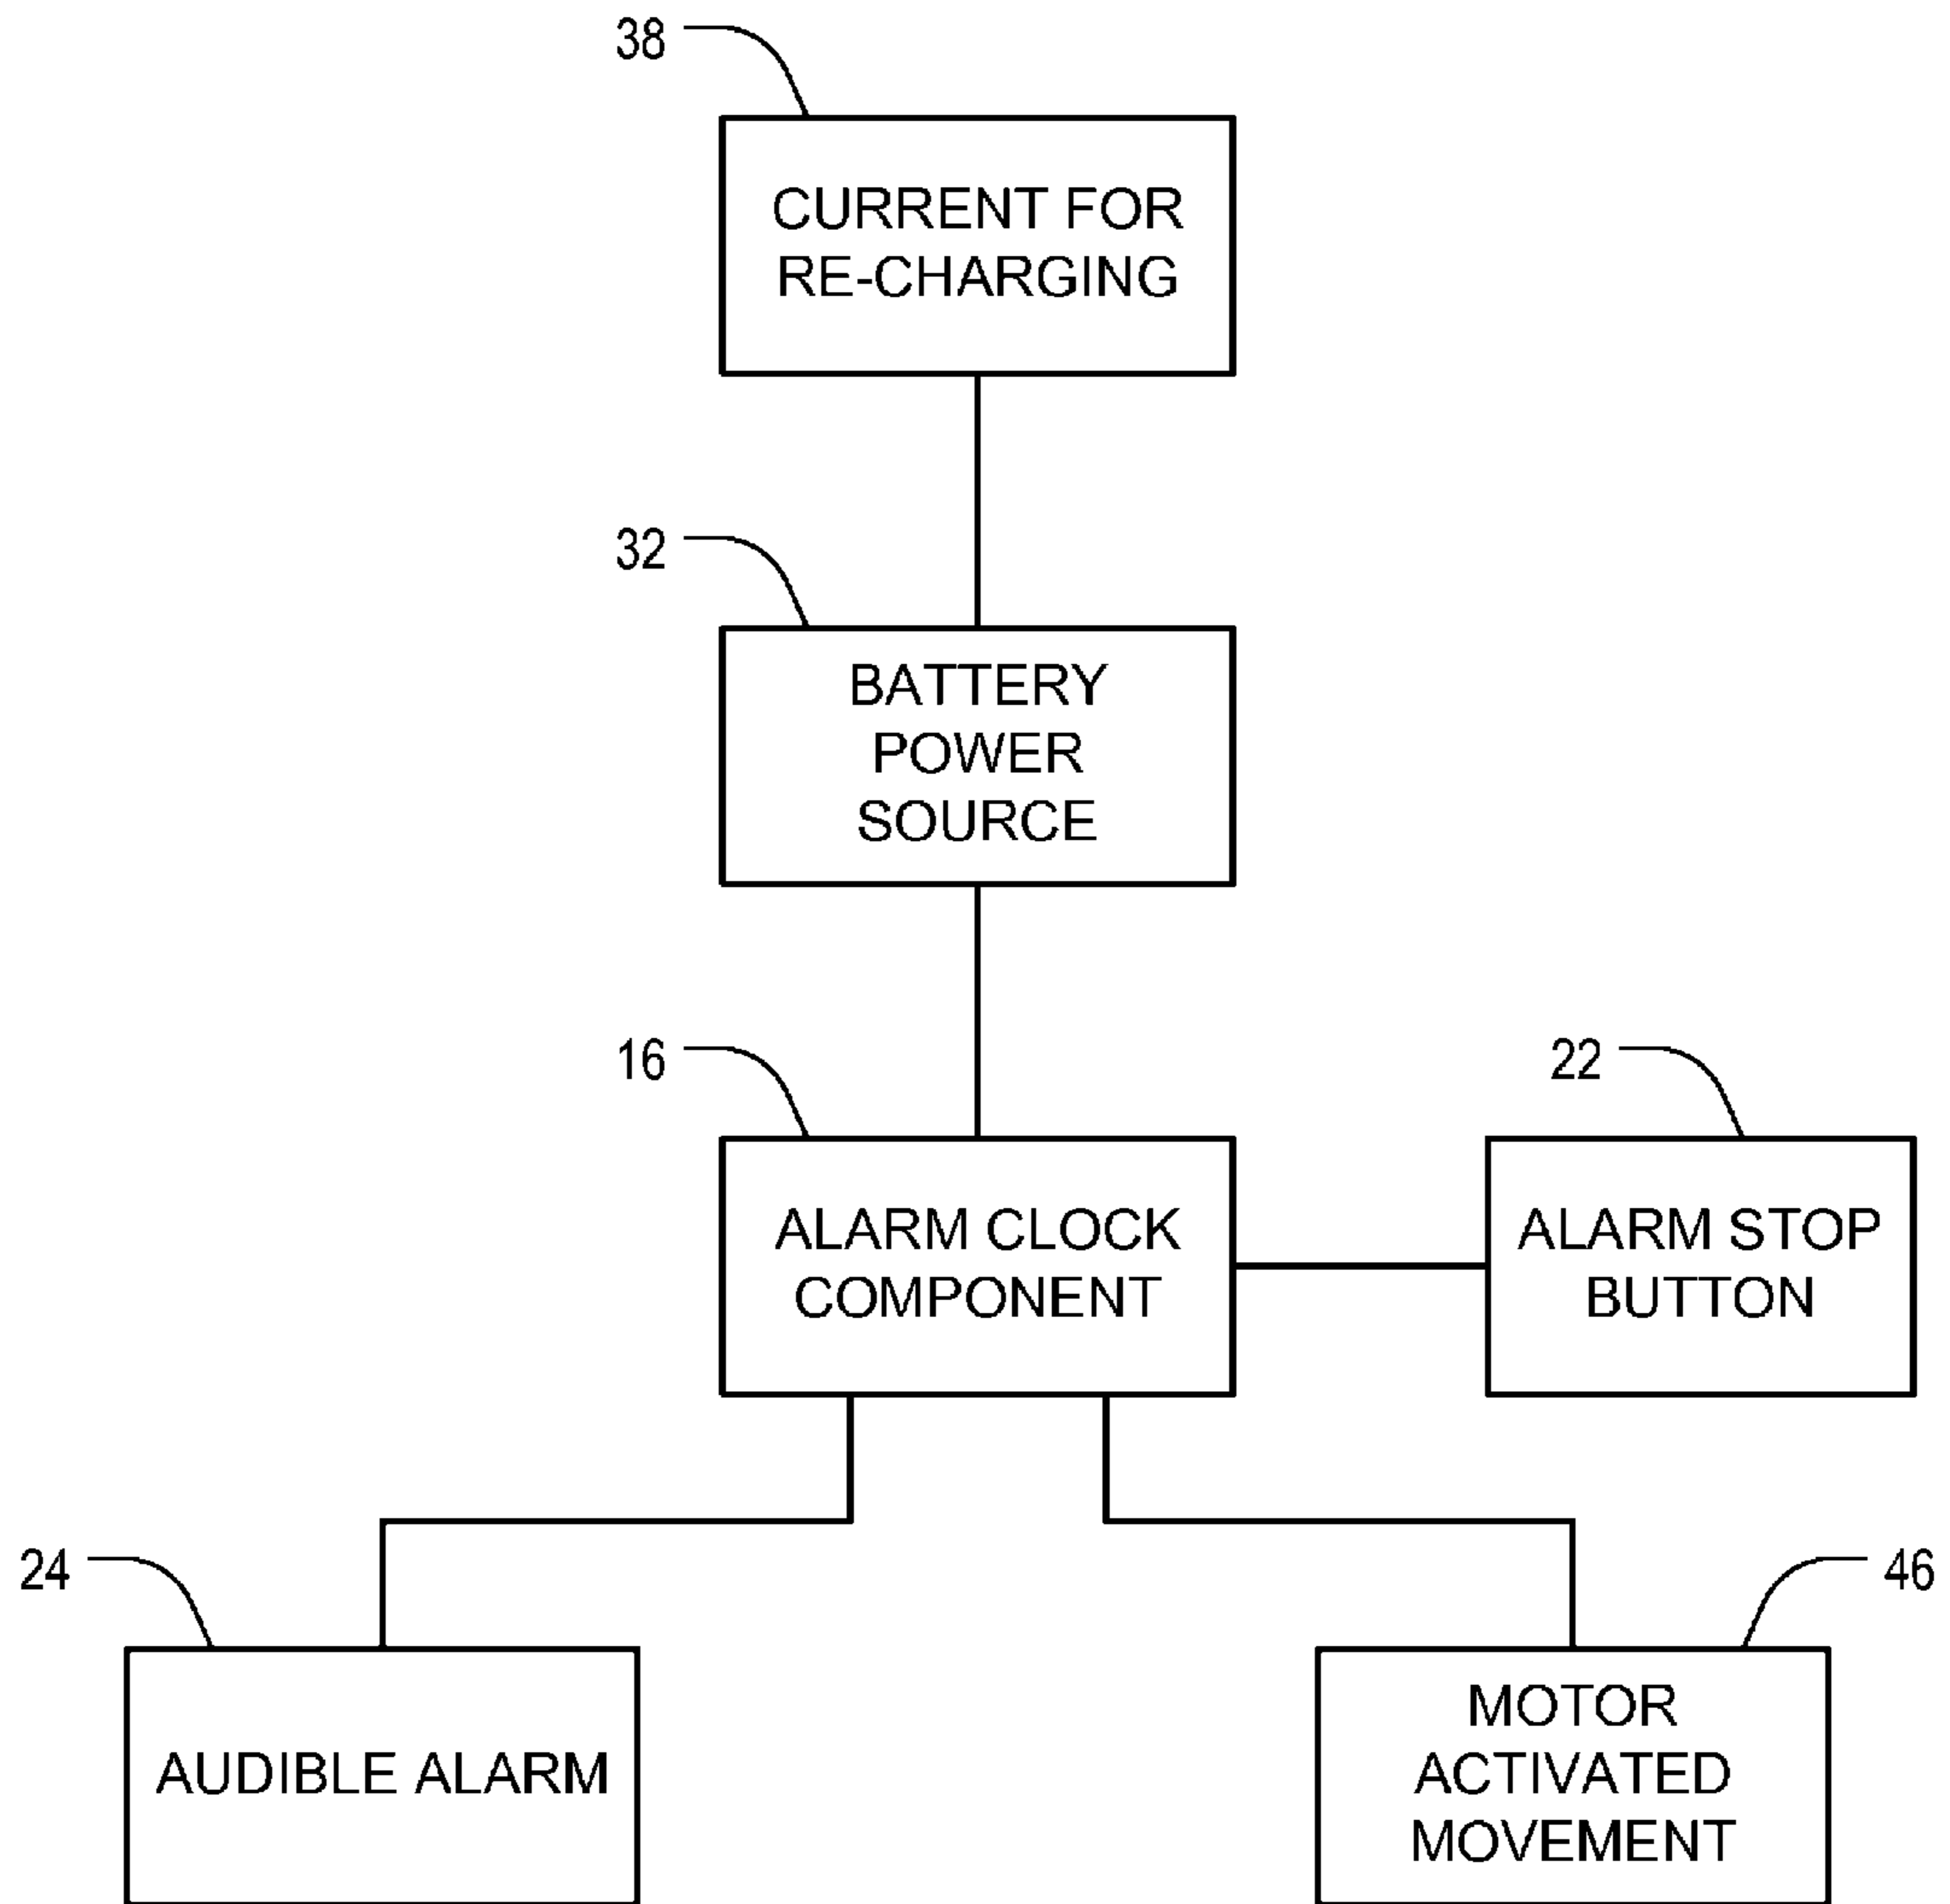 38
CURRENT FOR
RE-CHARGING
32
BATTERY
POWER
SOURCE
16
ALARM CLOCK
COMPONENT
22
ALARM STOP
BUTTON
24
AUDIBLE ALARM
46
MOTOR
ACTIVATED
MOVEMENT